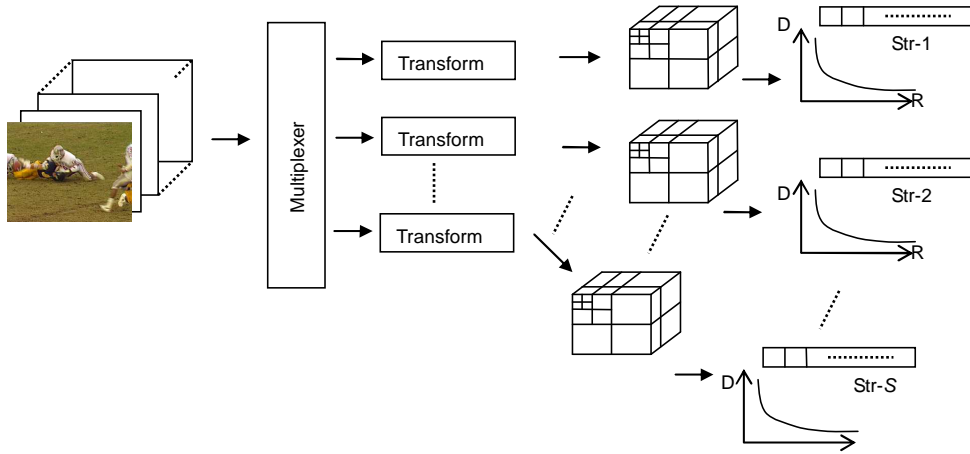 D
Str-1
R
Transform
Transform
Multiplexer
D
Str-2
R
Transform
D
Str-S